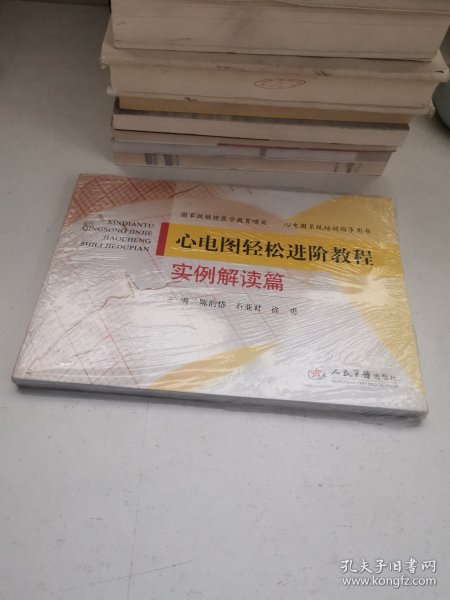 国家级继续医学教育项目 心电图系统培训指导用书
XINDIANTU
QINGSONG JINJIE
JIAOCHENG
SHILI JIEDUPIAN
心电图轻松进阶教程
实例解读篇
主 编 陈韵岱 石亚君 徐 勇
人民军医出版社
孔夫子旧书网
www.kongfz.com